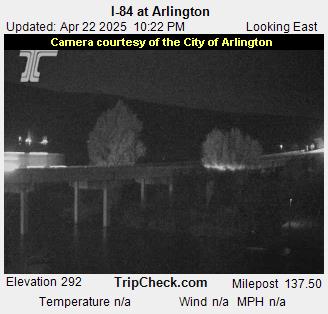 I-84 at Arlington
Updated: Apr 22 2025 10:22 PM Looking East
Camera courtesy of the City of Arlington
Elevation 292 TripCheck.com Milepost 137.50
Temperature n/a Wind n/a MPH n/a